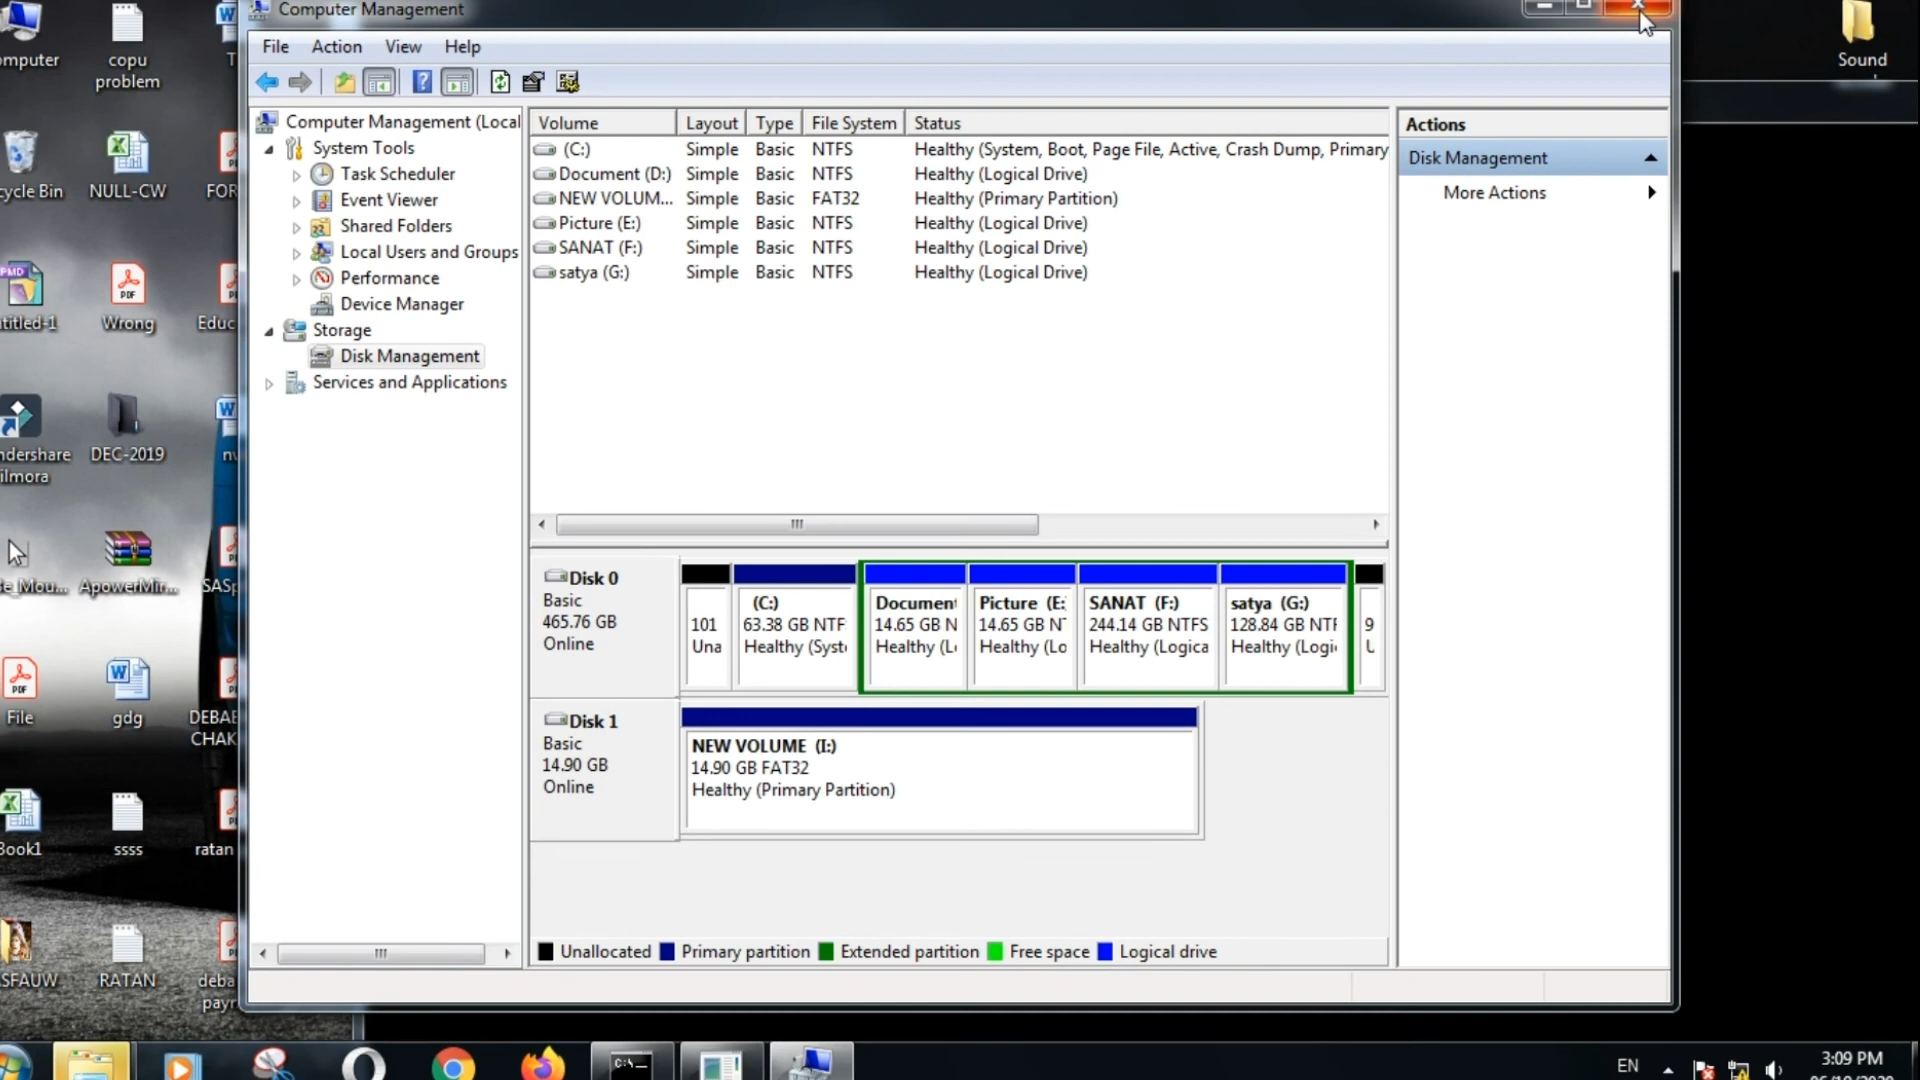 Computer Management
File Action View Help
Computer Management (Local
System Tools
Task Scheduler
Event Viewer
Shared Folders
Local Users and Groups
Performance
Device Manager
Storage
Disk Management
Services and Applications
Volume Layout Type File System Status
(C:) Simple Basic NTFS Healthy (System, Boot, Page File, Active, Crash Dump, Primary
Document (D:) Simple Basic NTFS Healthy (Logical Drive)
NEW VOLUM... Simple Basic FAT32 Healthy (Primary Partition)
Picture (E:) Simple Basic NTFS Healthy (Logical Drive)
SANAT (F:) Simple Basic NTFS Healthy (Logical Drive)
satya (G:) Simple Basic NTFS Healthy (Logical Drive)
Actions
Disk Management
More Actions
Disk 0
Basic
465.76 GB
Online
101
Una
(C:)
63.38 GB NTF
Healthy (Syst
Document
14.65 GB N
Healthy (L
Picture (E:
14.65 GB NT
Healthy (Lo
SANAT (F:)
244.14 GB NTFS
Healthy (Logica
satya (G:)
128.84 GB NTF
Healthy (Logi
9
Disk 1
Basic
14.90 GB
Online
NEW VOLUME (I:)
14.90 GB FAT32
Healthy (Primary Partition)
Unallocated Primary partition Extended partition Free space Logical drive
omputer
copu
problem
cycle Bin
NULL-CW
FOR
titled-1
Wrong
Educ
ndershare
ilmora
DEC-2019
e_Mou...
ApowerMir...
SASp
File
gdg
DEBAE
CHAK
Book1
ssss
ratan
SFAUW
RATAN
deba
payr
Sound
EN
3:09 PM